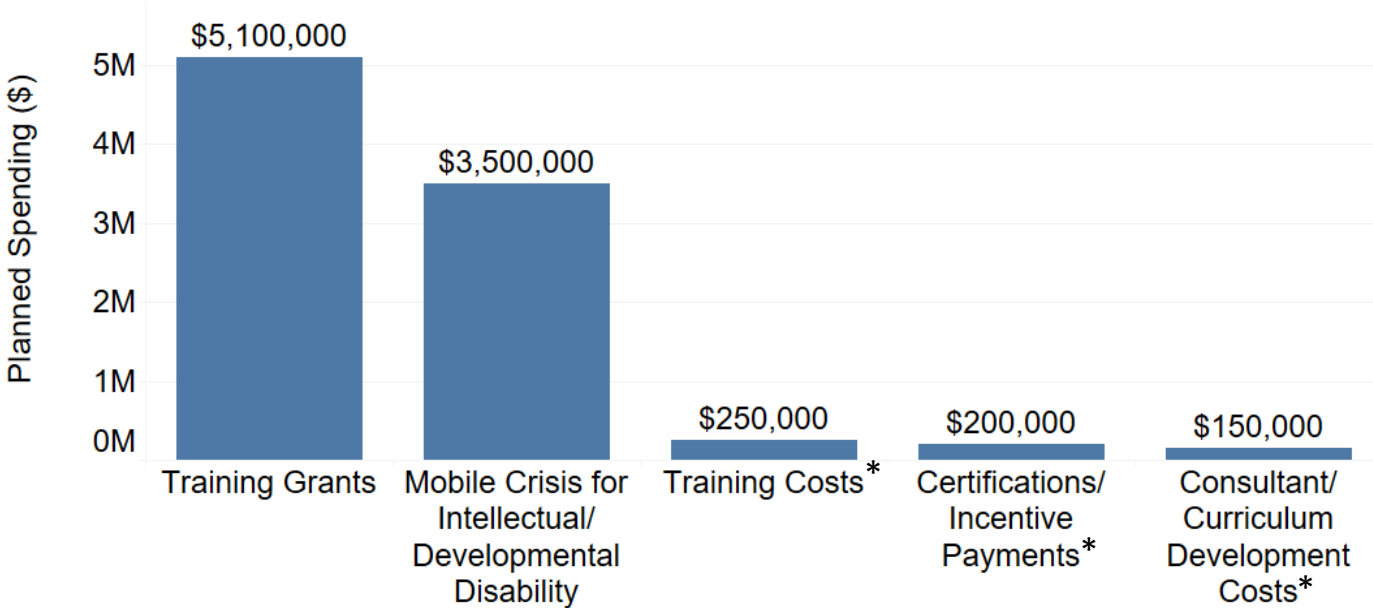 $5,100,000
$3,500,000
$250,000
$200,000
$150,000
Planned Spending ($)
5M
4M
3M
2M
1M
0M
Training Grants
Mobile Crisis for
Intellectual/
Developmental
Disability
Training Costs*
Certifications/
Incentive
Payments*
Consultant/
Curriculum
Development
Costs*